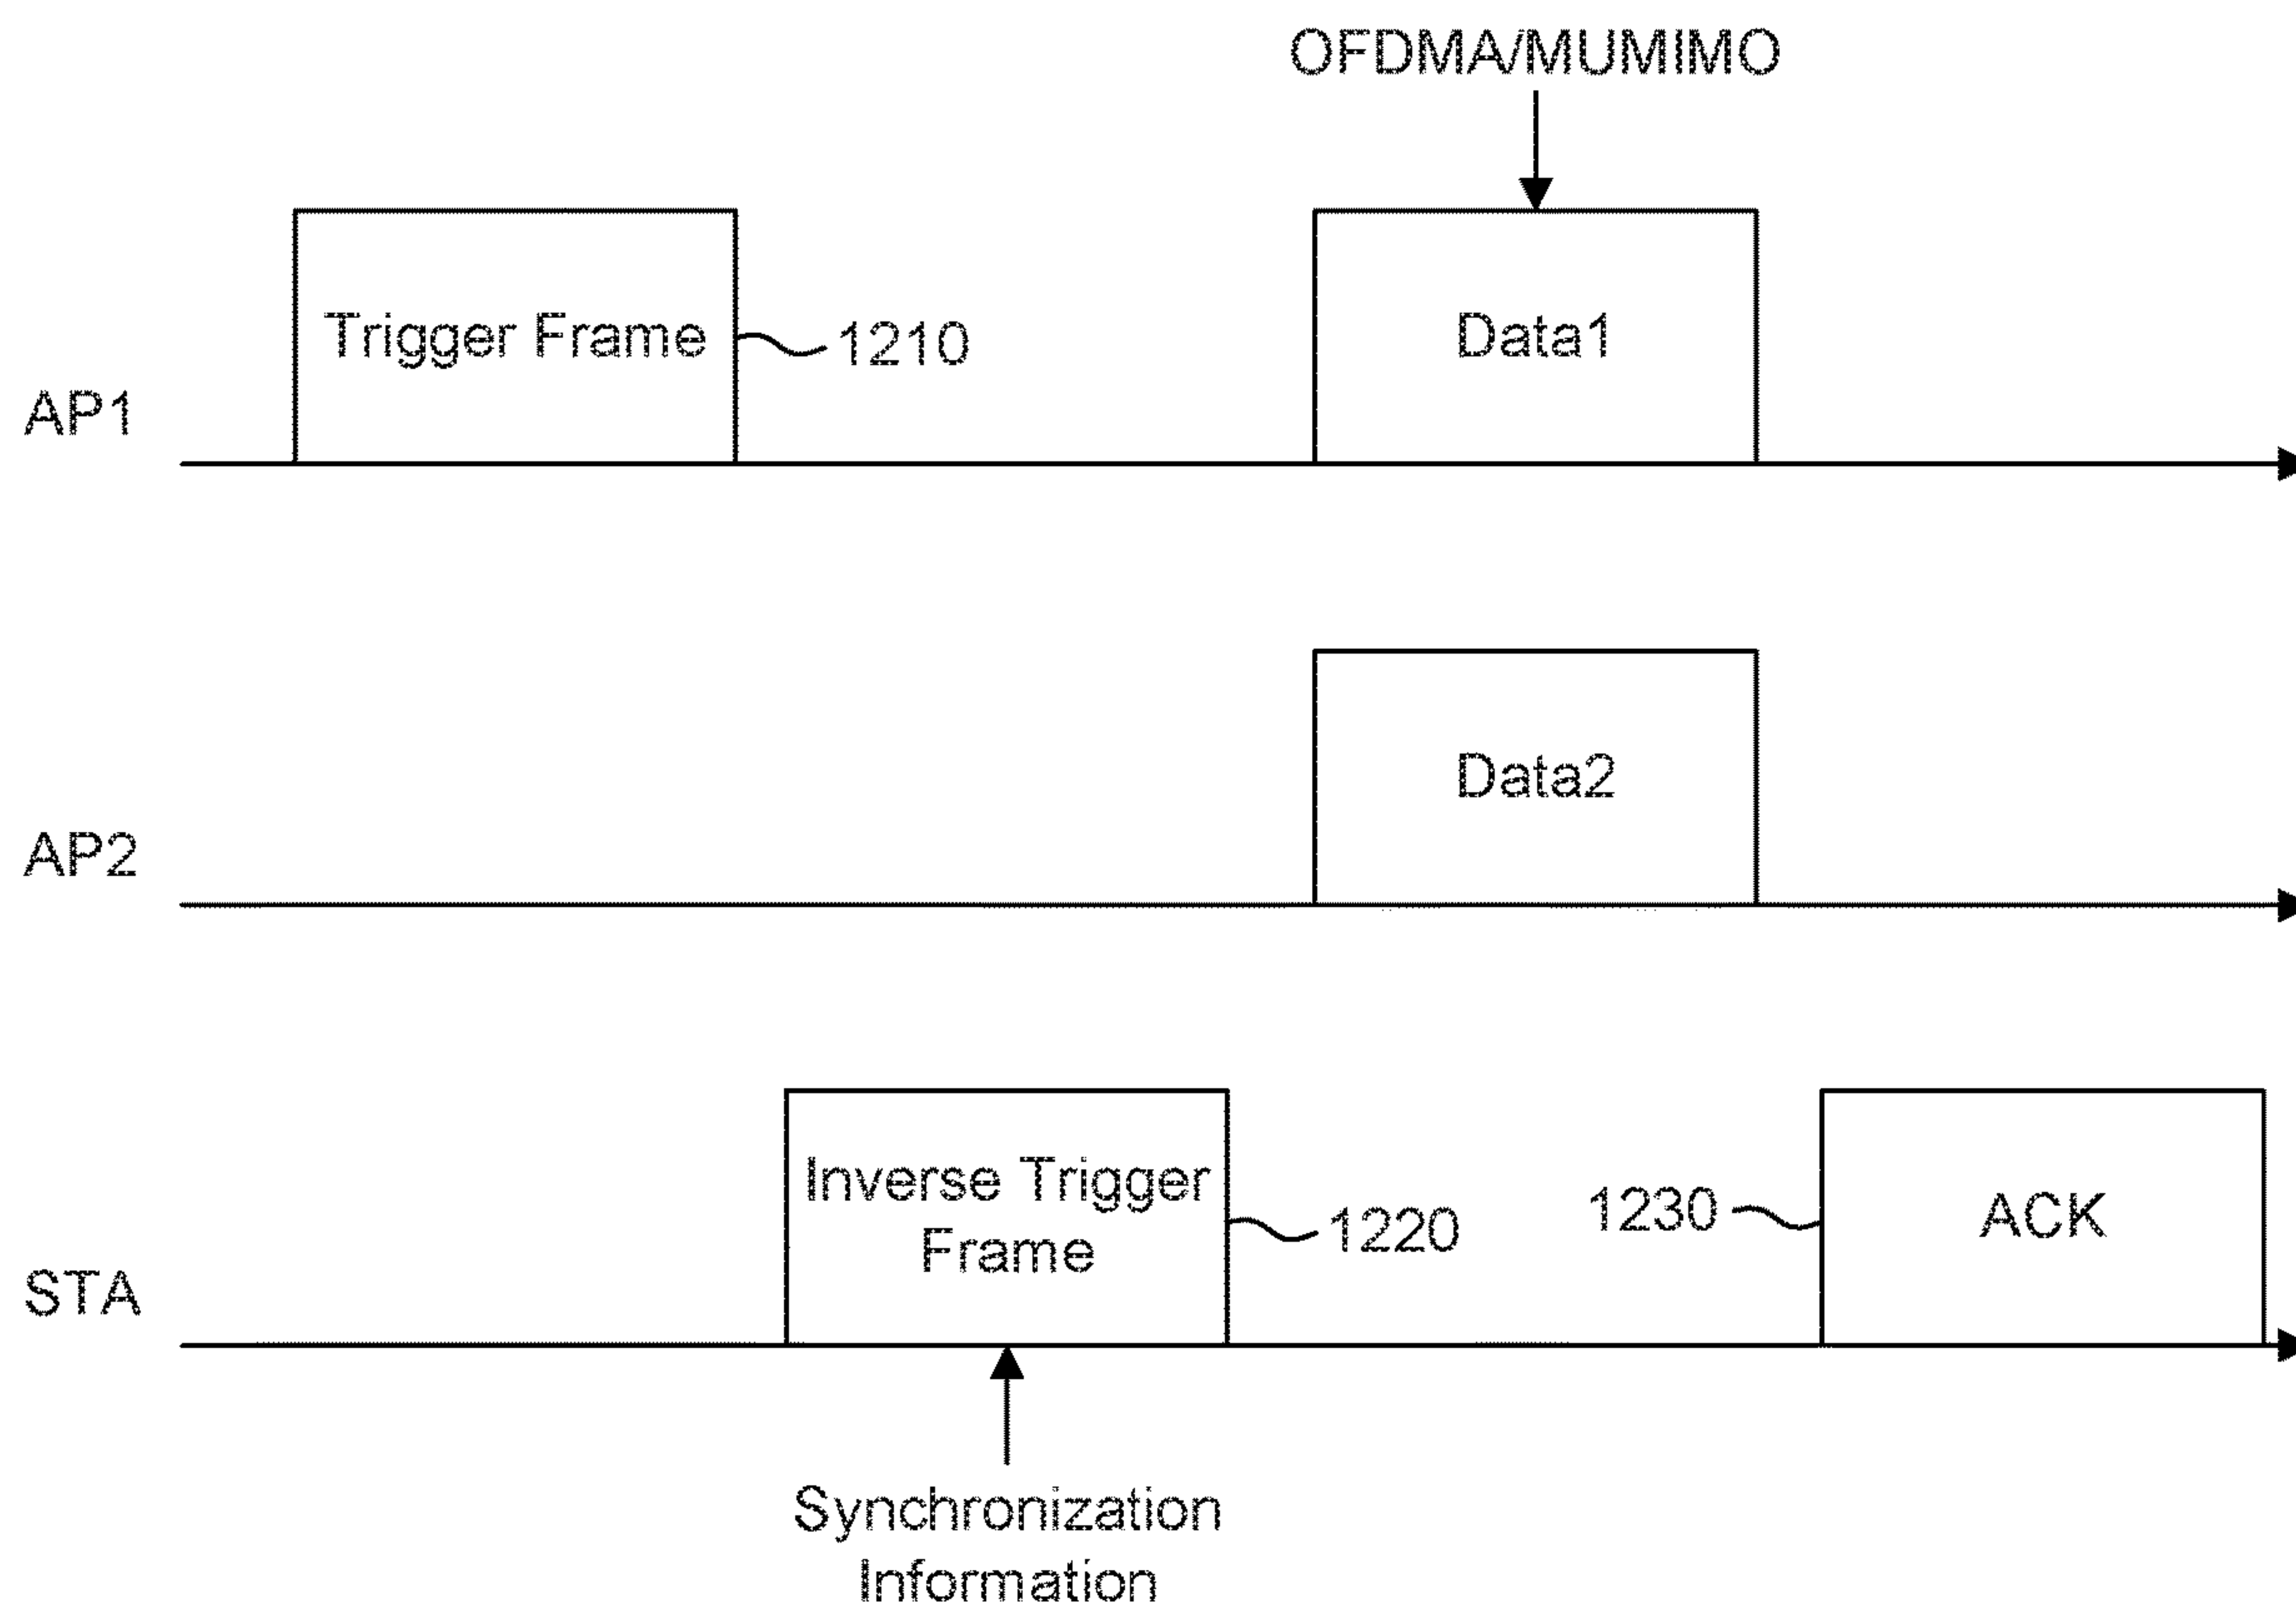 OFDMA/MUMIMO
Trigger Frame
1210
Data1
AP1
Data2
AP2
Inverse Trigger
Frame
1220
1230
ACK
STA
Synchronization
Information